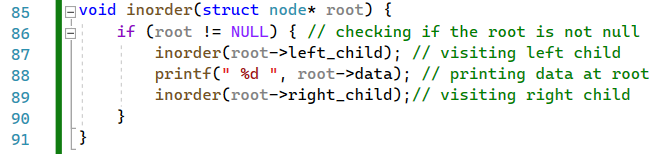 85 void inorder(struct node* root) {
86 if (root != NULL) { // checking if the root is not null
87 inorder(root->left_child); // visiting left child
88 printf(" %d ", root->data); // printing data at root
89 inorder(root->right_child);// visiting right child
90 }
91 }